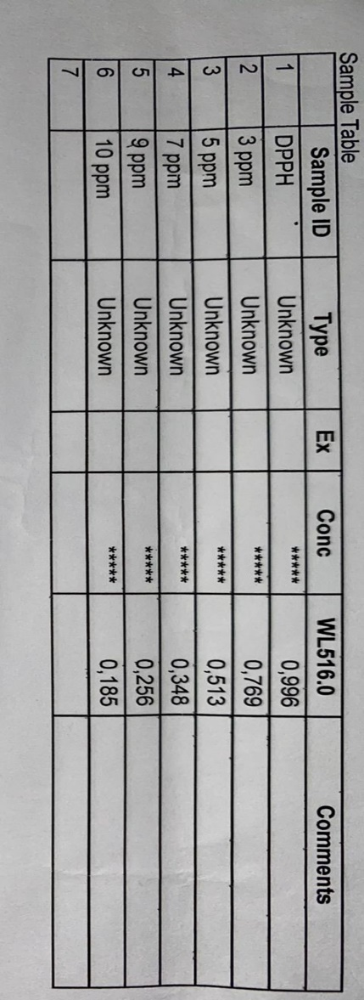 Sample Table
Sample ID Type Ex Conc WL516.0 Comments
1 DPPH Unknown ***** 0,996
2 3 ppm Unknown ***** 0,769
3 5 ppm Unknown ***** 0,513
4 7 ppm Unknown ***** 0,348
5 9 ppm Unknown ***** 0,256
6 10 ppm Unknown ***** 0,185
7